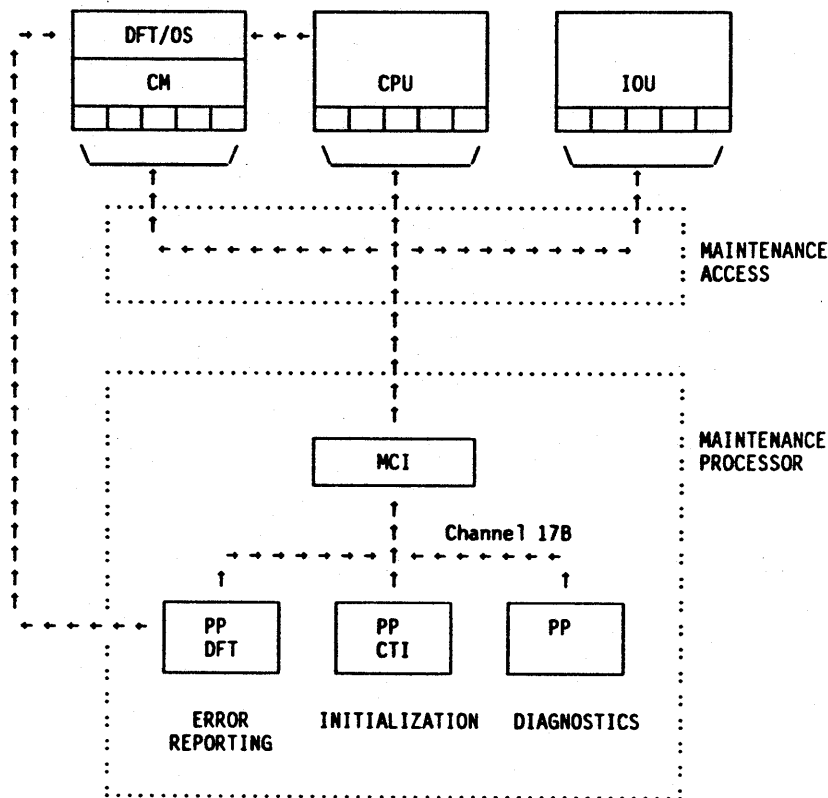 DFT/OS
CM
CPU
IOU
MAINTENANCE
ACCESS
MAINTENANCE
PROCESSOR
MCI
Channel 17B
PP
DFT
PP
CTI
PP
ERROR
REPORTING
INITIALIZATION
DIAGNOSTICS